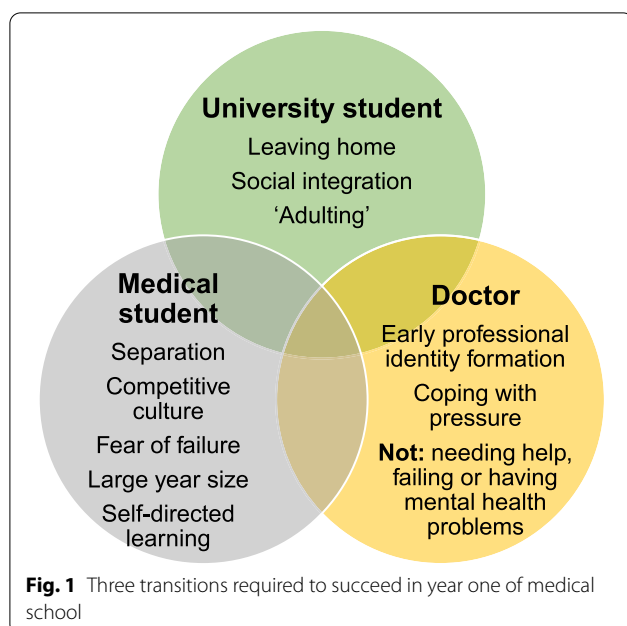 University student
Leaving home
Social integration
‘Adulting’
Medical
student
Separation
Competitive
culture
Fear of failure
Large year size
Self-directed
learning
Doctor
Early professional
identity formation
Coping with
pressure
Not: needing help,
failing or having
mental health
problems
Fig. 1 Three transitions required to succeed in year one of medical
school